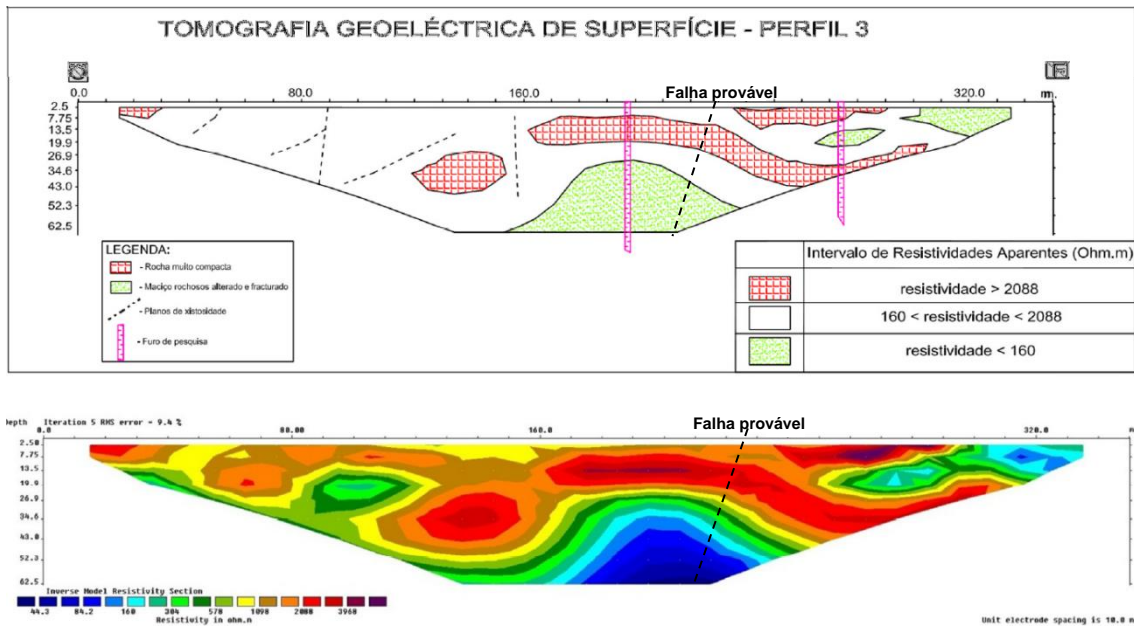 TOMOGRAFIA GEOELÉCTRICA DE SUPERFÍCIE - PERFIL 3
Falha provável
0.0 80.0 160.0 320.0 m.
2.5
7.75
13.5
19.9
26.9
34.6
43.0
52.3
62.5
LEGENDA:
- Rocha muito compacta
- Maciço rochosos alterado e fracturado
- Planos de xistosidade
- Furo de pesquisa
Intervalo de Resistividades Aparentes (Ohm.m)
resistividade > 2088
160 < resistividade < 2088
resistividade < 160
Falha provável
Depth Iteration 5 RMS error = 9.4 %
0.0 80.00 160.0 320.0 m
2.50
7.75
13.5
19.9
26.9
34.6
43.0
52.3
62.5
Inverse Model Resistivity Section
44.3 84.2 160 304 578 1098 2088 3968
Resistivity in ohm.m
Unit electrode spacing is 10.0 m